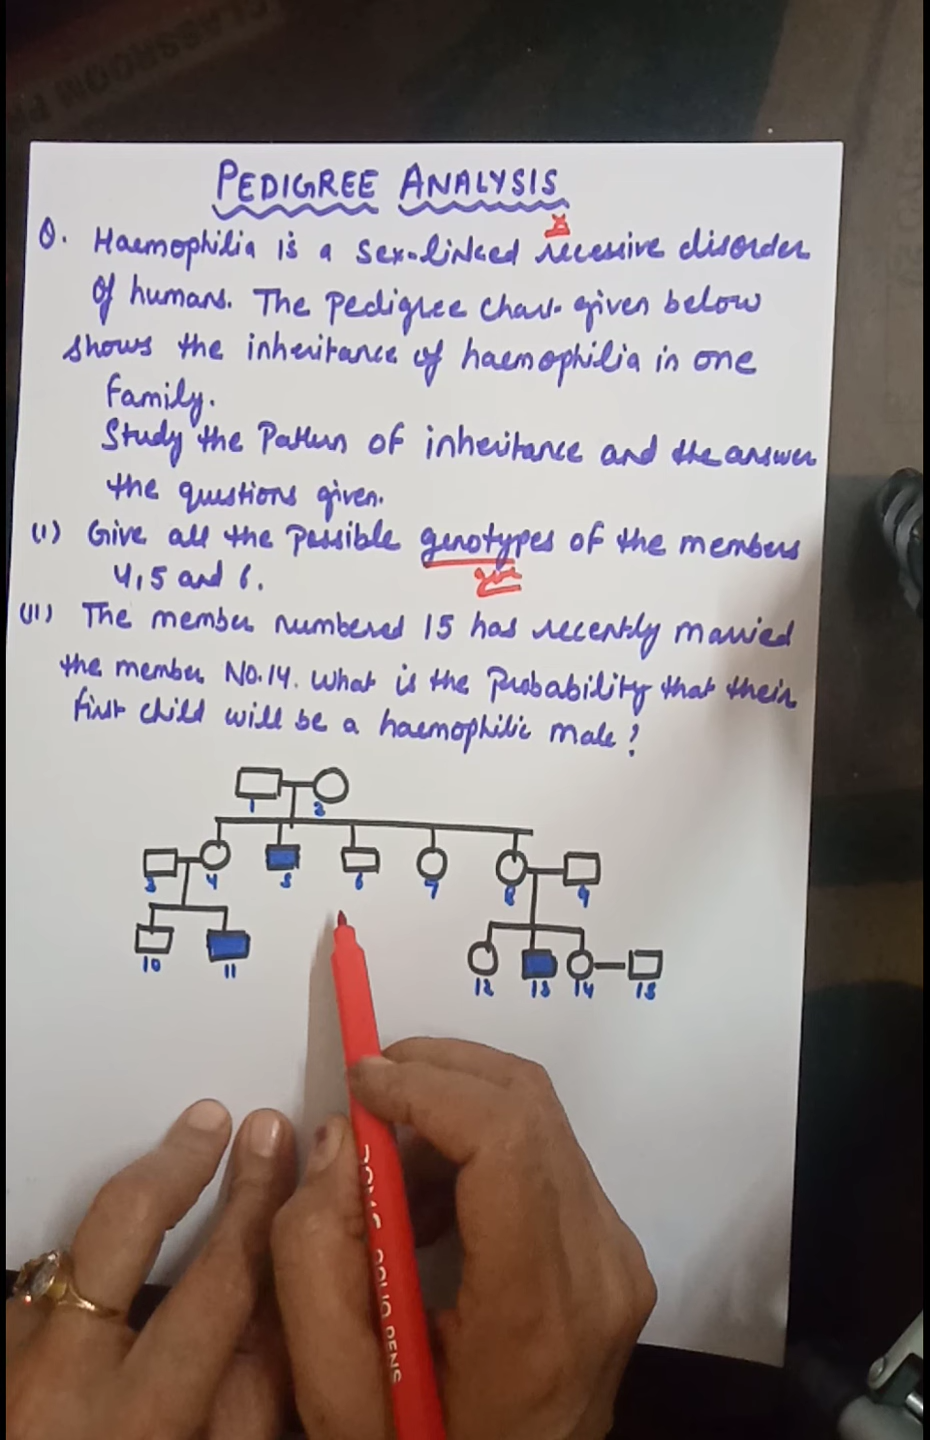 CLASSROOM
PEDIGREE ANALYSIS
Q. Haemophilia is a sex-linked recessive disorder
of humans. The Pedigree chart given below
shows the inheritance of haemophilia in one
family.
Study the Pattern of inheritance and the answer
the questions given.
(I) Give all the possible genotypes of the members
4,5 and 6.
(II) The member numbered 15 has recently married
the member No.14. What is the Probability that their
first child will be a haemophilic male?
1 2
3 4 5 6 7 8 9
10 11 12 13 14 15
DOMS
PENS